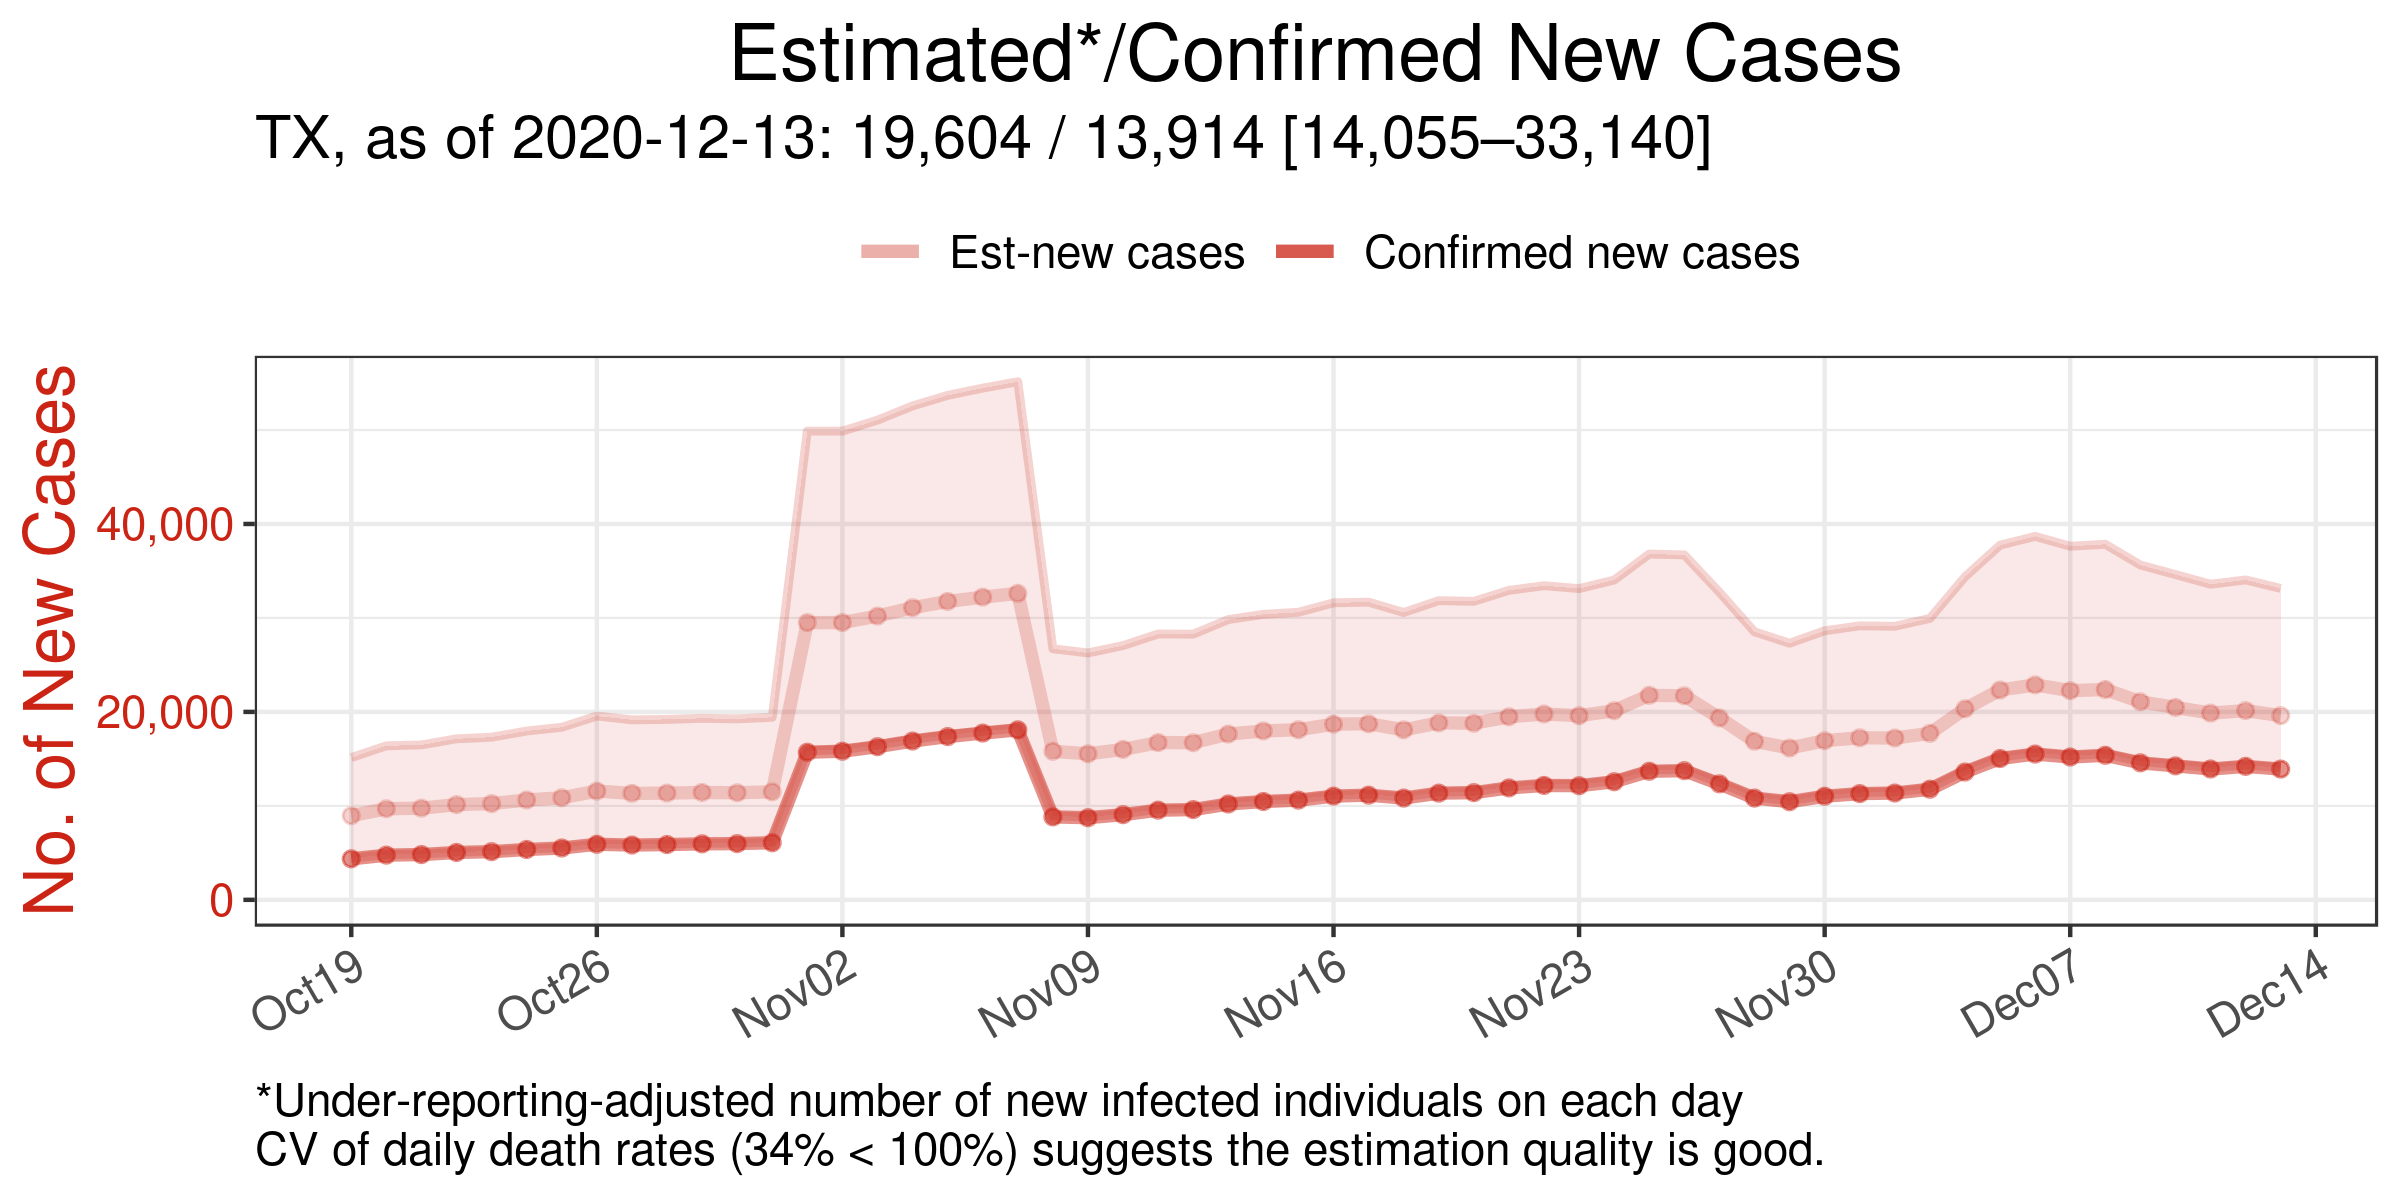 Estimated*/Confirmed New Cases
TX, as of 2020-12-13: 19,604 / 13,914 [14,055–33,140]
Est-new cases
Confirmed new cases
No. of New Cases
40,000
20,000
0
Oct19
Oct26
Nov02
Nov09
Nov16
Nov23
Nov30
Dec07
Dec14
*Under-reporting-adjusted number of new infected individuals on each day
CV of daily death rates (34% < 100%) suggests the estimation quality is good.